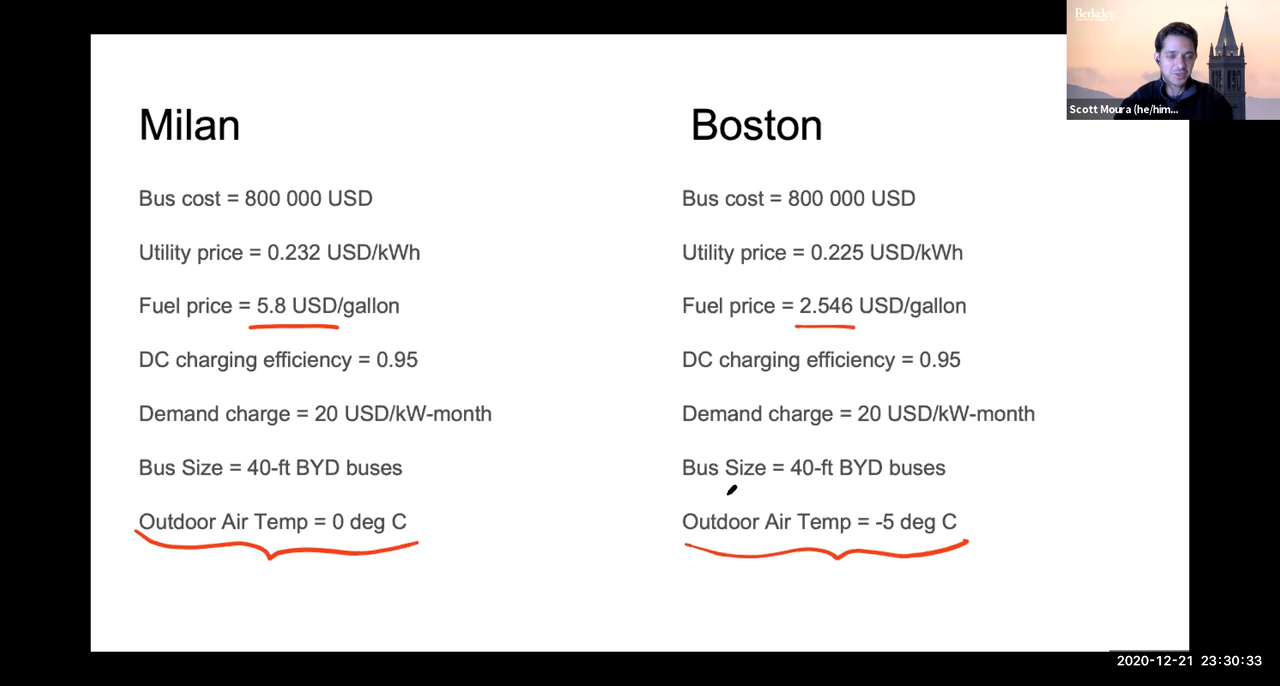 Berkeley
Scott Moura (he/him...
Milan
Bus cost = 800 000 USD
Utility price = 0.232 USD/kWh
Fuel price = 5.8 USD/gallon
DC charging efficiency = 0.95
Demand charge = 20 USD/kW-month
Bus Size = 40-ft BYD buses
Outdoor Air Temp = 0 deg C
Boston
Bus cost = 800 000 USD
Utility price = 0.225 USD/kWh
Fuel price = 2.546 USD/gallon
DC charging efficiency = 0.95
Demand charge = 20 USD/kW-month
Bus Size = 40-ft BYD buses
Outdoor Air Temp = -5 deg C
2020-12-21 23:30:33